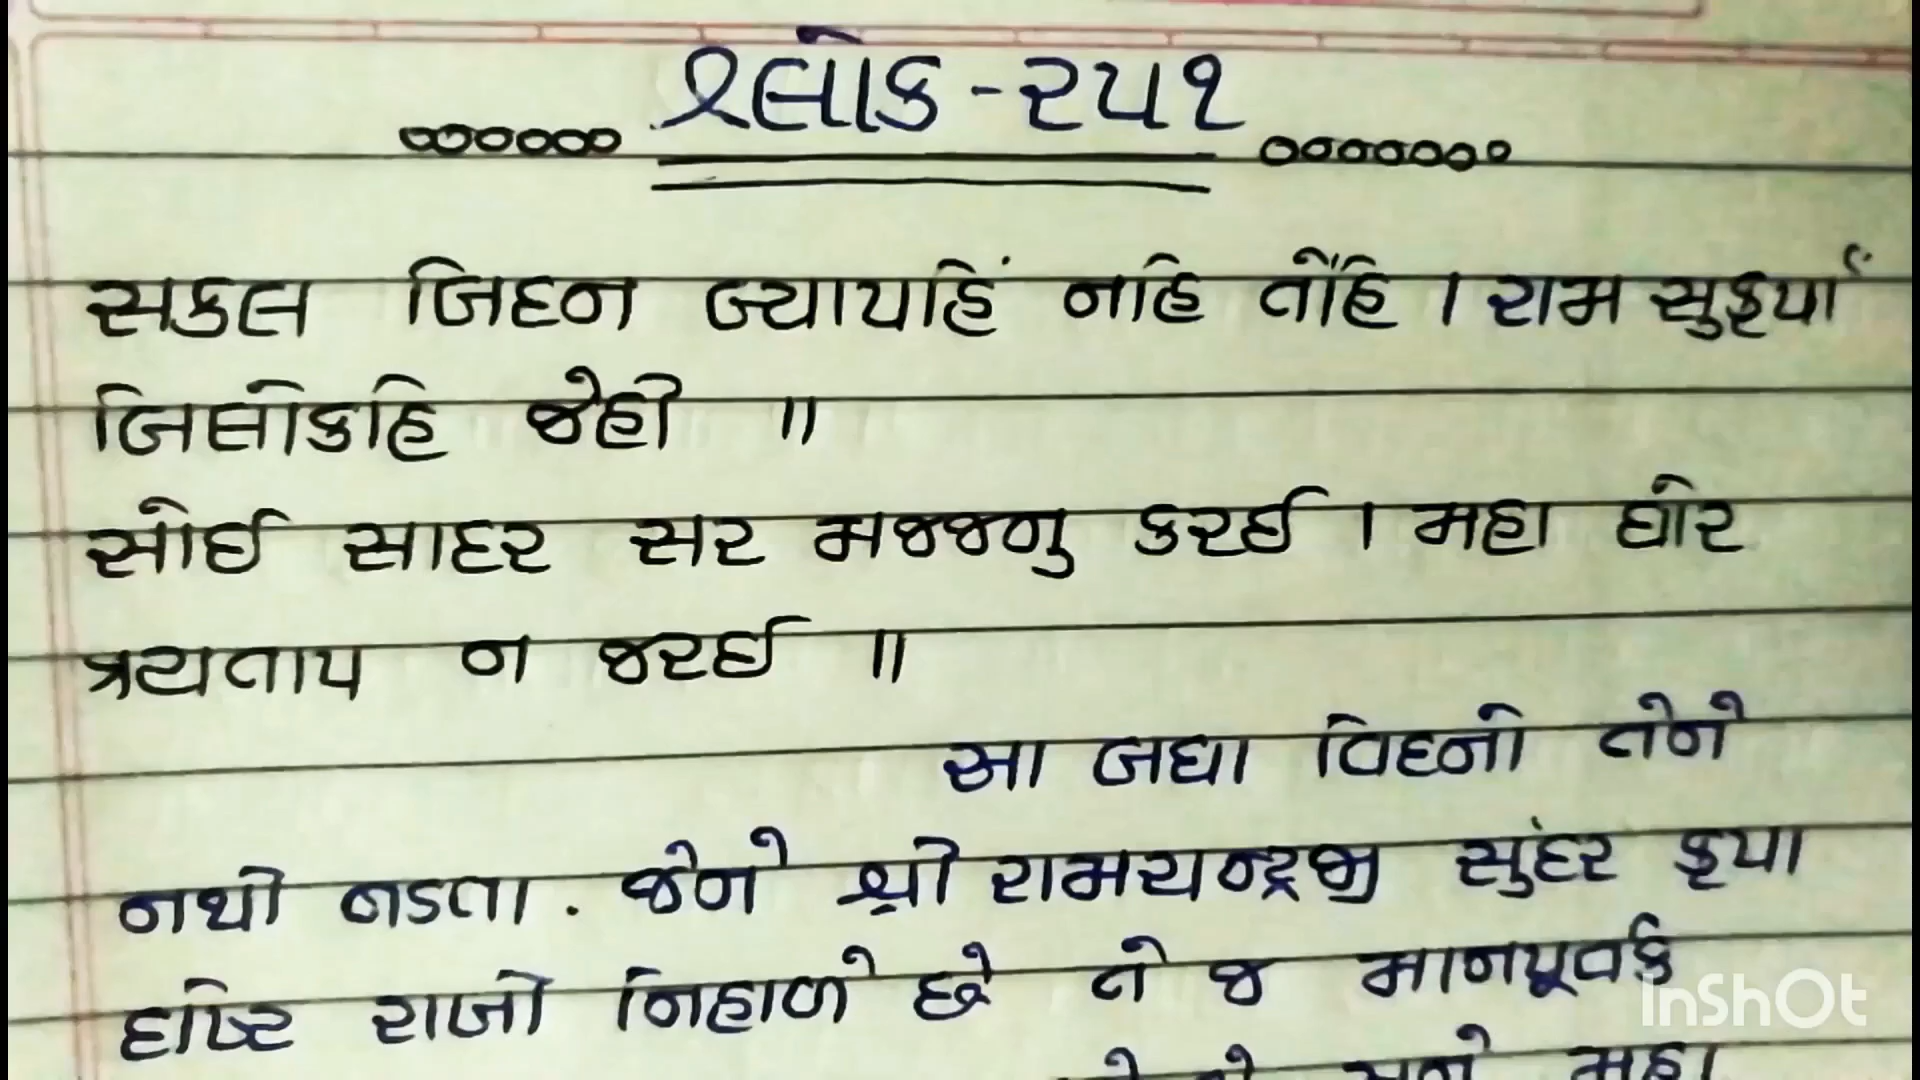 શ્લોક - ૨૫૧
સકલ બિઘ્ન બ્યાપહિં નહિ તેંહિ । રામ સુકૃપાઁ
બિલોકહિ જેહી ॥
સોઈ સાદર સર મજ્જનુ કરઈ । મહા ઘોર
ત્રયતાપ ન જરઈ ॥
આ બધા વિઘ્નો તેને
નથી નડતા . જેને શ્રી રામચન્દ્રજી સુંદર કૃપા
દૃષ્ટિ રાખી નિહાળે છે તે જ માનપૂર્વક
InShOt
મહા